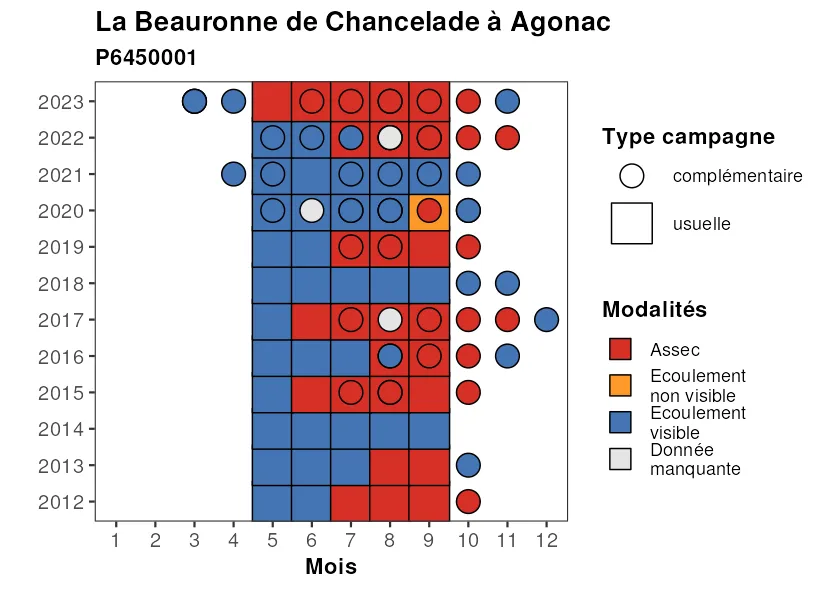 La Beauronne de Chancelade à Agonac
P6450001
2023
2022
2021
2020
2019
2018
2017
2016
2015
2014
2013
2012
1 2 3 4 5 6 7 8 9 10 11 12
Mois
Type campagne
complémentaire
usuelle
Modalités
Assec
Ecoulement
non visible
Ecoulement
visible
Donnée
manquante